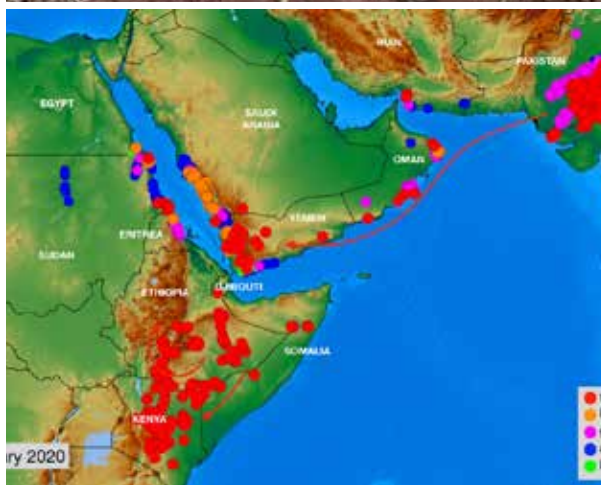 IRAN
PAKISTAN
EGYPT
SAUDI
ARABIA
OMAN
YEMEN
ERITREA
SUDAN
DJIBOUTI
ETHIOPIA
SOMALIA
KENYA
ry 2020